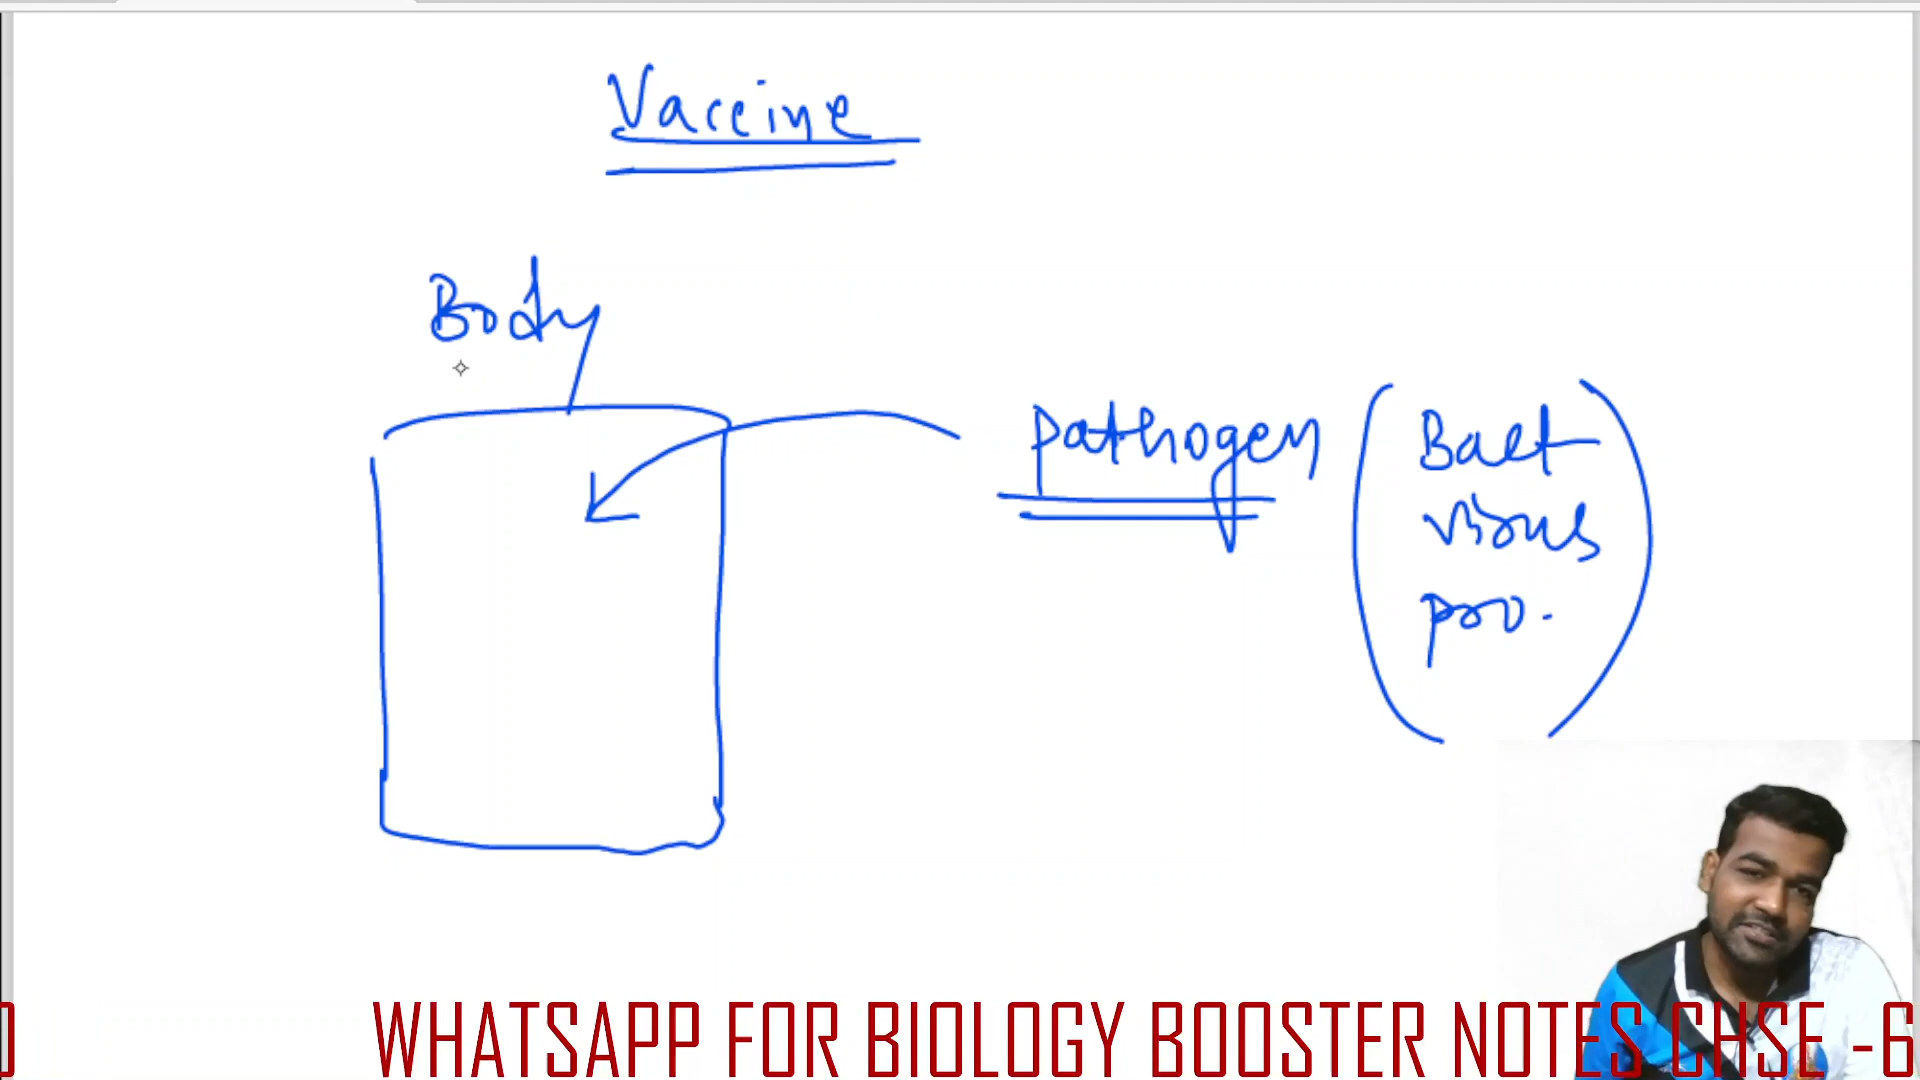 Vaccine
Body
pathogen
Bact
virus
pro.
WHATSAPP FOR BIOLOGY BOOSTER NOTES CHSE -6